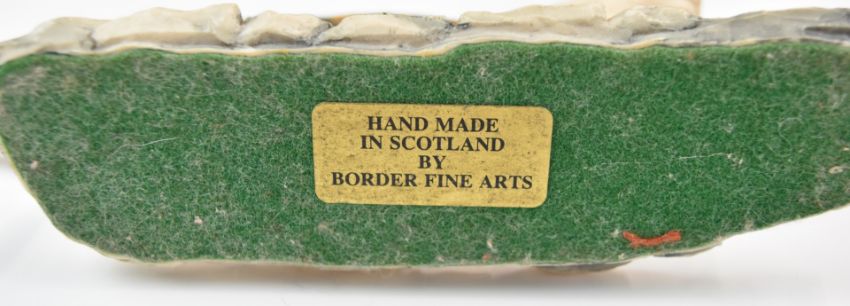 HAND MADE
IN SCOTLAND
BY
BORDER FINE ARTS